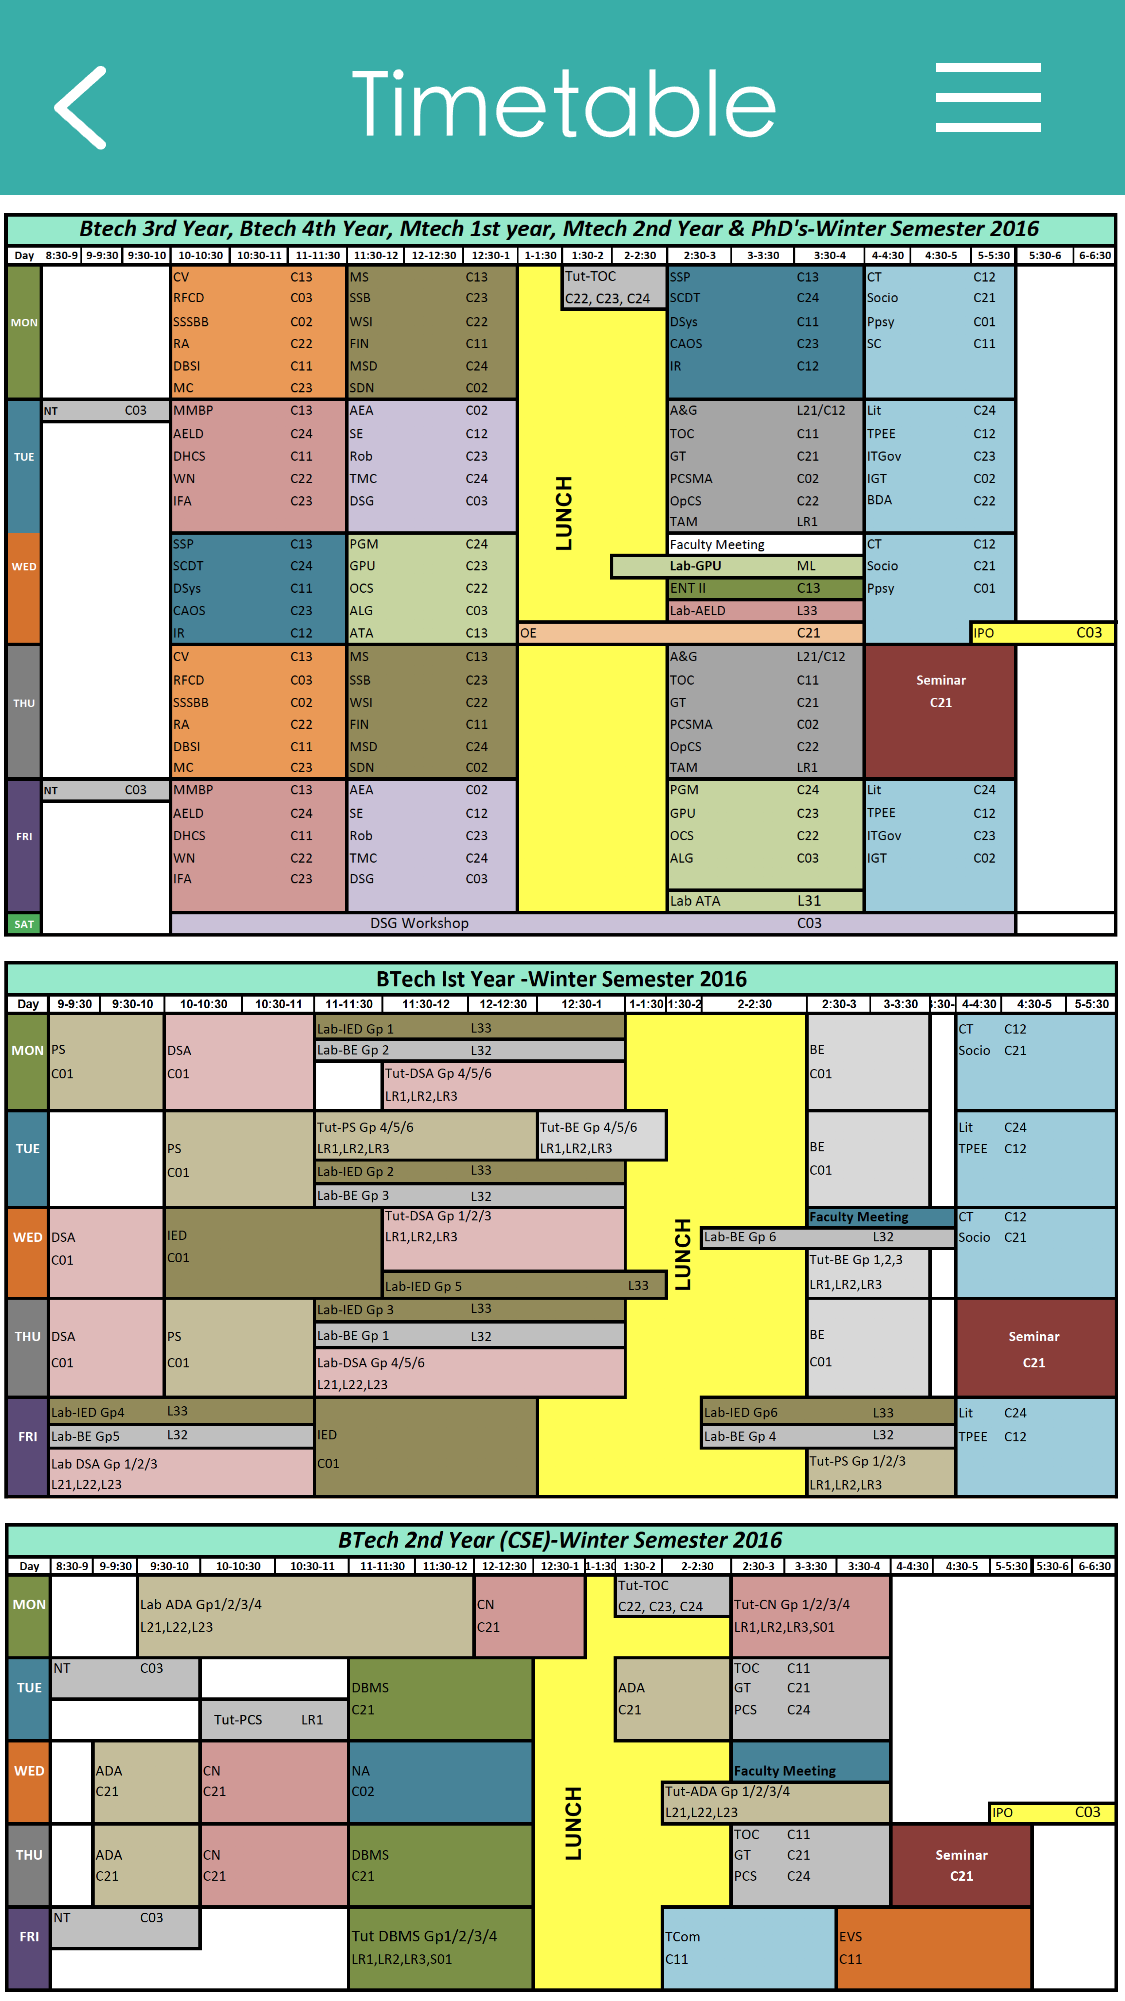 Timetable
Btech 3rd Year, Btech 4th Year, Mtech 1st year, Mtech 2nd Year & PhD's-Winter Semester 2016
Day 8:30-9 9-9:30 9:30-10 10-10:30 10:30-11 11-11:30 11:30-12 12-12:30 12:30-1 1-1:30 1:30-2 2-2:30 2:30-3 3-3:30 3:30-4 4-4:30 4:30-5 5-5:30 5:30-6 6-6:30
CV C13 MS C13 Tut-TOC SSP C13 CT C12
RFCD C03 SSB C23 C22, C23, C24 SCDT C24 Socio C21
MON SSSBB C02 WSI C22 DSys C11 Ppsy C01
RA C22 FIN C11 CAOS C23 SC C11
DBSI C11 MSD C24 IR C12
MC C23 SDN C02
NT C03 MMBP C13 AEA C02 A&G L21/C12 Lit C24
AELD C24 SE C12 TOC C11 TPEE C12
TUE DHCS C11 Rob C23 GT C21 ITGov C23
WN C22 TMC C24 PCSMA C02 IGT C02
IFA C23 DSG C03 OpCS C22 BDA C22
TAM LR1
LUNCH
SSP C13 PGM C24 Faculty Meeting CT C12
WED SCDT C24 GPU C23 Lab-GPU ML Socio C21
DSys C11 OCS C22 ENT II C13 Ppsy C01
CAOS C23 ALG C03 Lab-AELD L33
IR C12 ATA C13 OE C21 IPO C03
CV C13 MS C13 A&G L21/C12
RFCD C03 SSB C23 TOC C11 Seminar
THU SSSBB C02 WSI C22 GT C21 C21
RA C22 FIN C11 PCSMA C02
DBSI C11 MSD C24 OpCS C22
MC C23 SDN C02 TAM LR1
NT C03 MMBP C13 AEA C02 PGM C24 Lit C24
AELD C24 SE C12 GPU C23 TPEE C12
FRI DHCS C11 Rob C23 OCS C22 ITGov C23
WN C22 TMC C24 ALG C03 IGT C02
IFA C23 DSG C03
Lab ATA L31
SAT DSG Workshop C03
BTech Ist Year -Winter Semester 2016
Day 9-9:30 9:30-10 10-10:30 10:30-11 11-11:30 11:30-12 12-12:30 12:30-1 1-1:30 1:30-2 2-2:30 2:30-3 3-3:30 3:30- 4-4:30 4:30-5 5-5:30
Lab-IED Gp 1 L33 CT C12
MON PS DSA Lab-BE Gp 2 L32 BE Socio C21
C01 C01 Tut-DSA Gp 4/5/6 C01
LR1,LR2,LR3
Tut-PS Gp 4/5/6 Tut-BE Gp 4/5/6 Lit C24
TUE PS LR1,LR2,LR3 LR1,LR2,LR3 BE TPEE C12
C01 Lab-IED Gp 2 L33 C01
Lab-BE Gp 3 L32
Tut-DSA Gp 1/2/3 Faculty Meeting CT C12
WED DSA IED LR1,LR2,LR3 Lab-BE Gp 6 L32 Socio C21
C01 C01 Tut-BE Gp 1,2,3
Lab-IED Gp 5 L33 LR1,LR2,LR3
LUNCH
Lab-IED Gp 3 L33
THU DSA PS Lab-BE Gp 1 L32 BE Seminar
C01 C01 Lab-DSA Gp 4/5/6 C01 C21
L21,L22,L23
Lab-IED Gp4 L33 Lab-IED Gp6 L33 Lit C24
FRI Lab-BE Gp5 L32 IED Lab-BE Gp 4 L32 TPEE C12
Lab DSA Gp 1/2/3 C01 Tut-PS Gp 1/2/3
L21,L22,L23 LR1,LR2,LR3
BTech 2nd Year (CSE)-Winter Semester 2016
Day 8:30-9 9-9:30 9:30-10 10-10:30 10:30-11 11-11:30 11:30-12 12-12:30 12:30-1 1-1:30 1:30-2 2-2:30 2:30-3 3-3:30 3:30-4 4-4:30 4:30-5 5-5:30 5:30-6 6-6:30
Tut-TOC
MON Lab ADA Gp1/2/3/4 CN C22, C23, C24 Tut-CN Gp 1/2/3/4
L21,L22,L23 C21 LR1,LR2,LR3,S01
NT C03 TOC C11
TUE DBMS ADA GT C21
Tut-PCS LR1 C21 C21 PCS C24
WED ADA CN NA Faculty Meeting
C21 C21 C02 Tut-ADA Gp 1/2/3/4
L21,L22,L23 IPO C03
LUNCH
TOC C11
THU ADA CN DBMS GT C21 Seminar
C21 C21 C21 PCS C24 C21
NT C03
FRI Tut DBMS Gp1/2/3/4 TCom EVS
LR1,LR2,LR3,S01 C11 C11